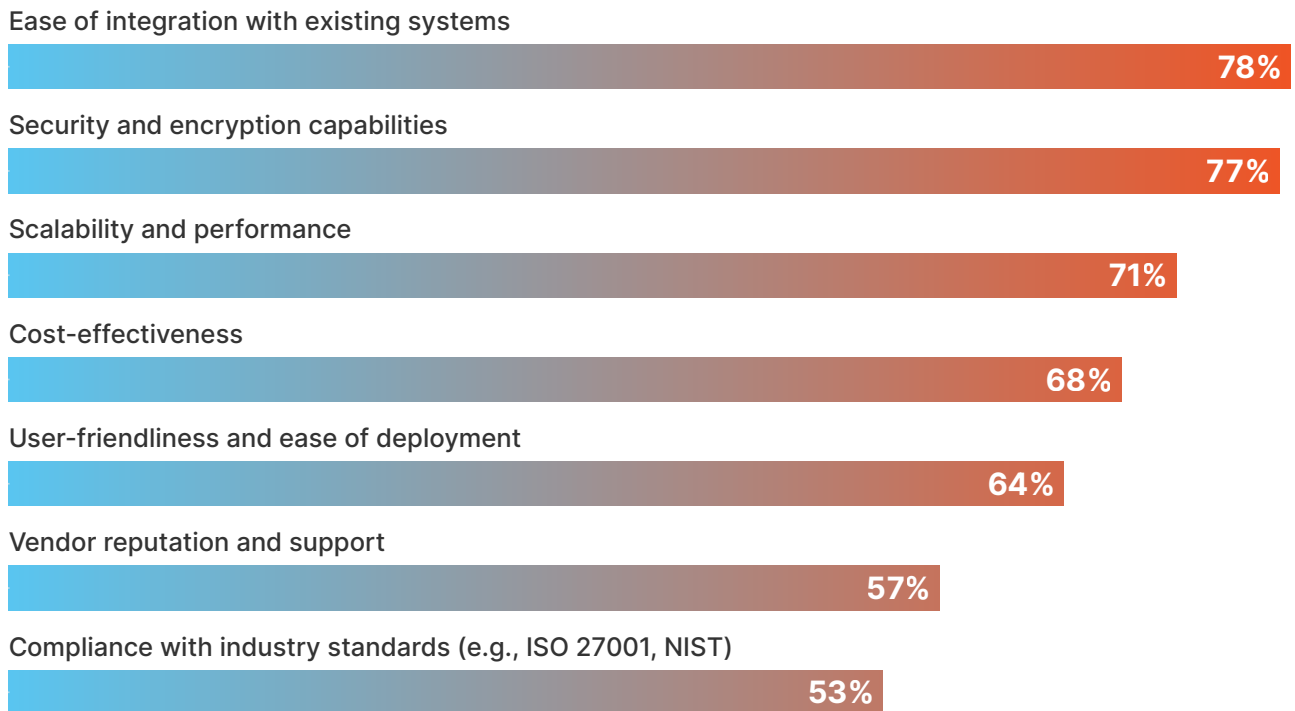 Ease of integration with existing systems
78%
Security and encryption capabilities
77%
Scalability and performance
71%
Cost-effectiveness
68%
User-friendliness and ease of deployment
64%
Vendor reputation and support
57%
Compliance with industry standards (e.g., ISO 27001, NIST)
53%